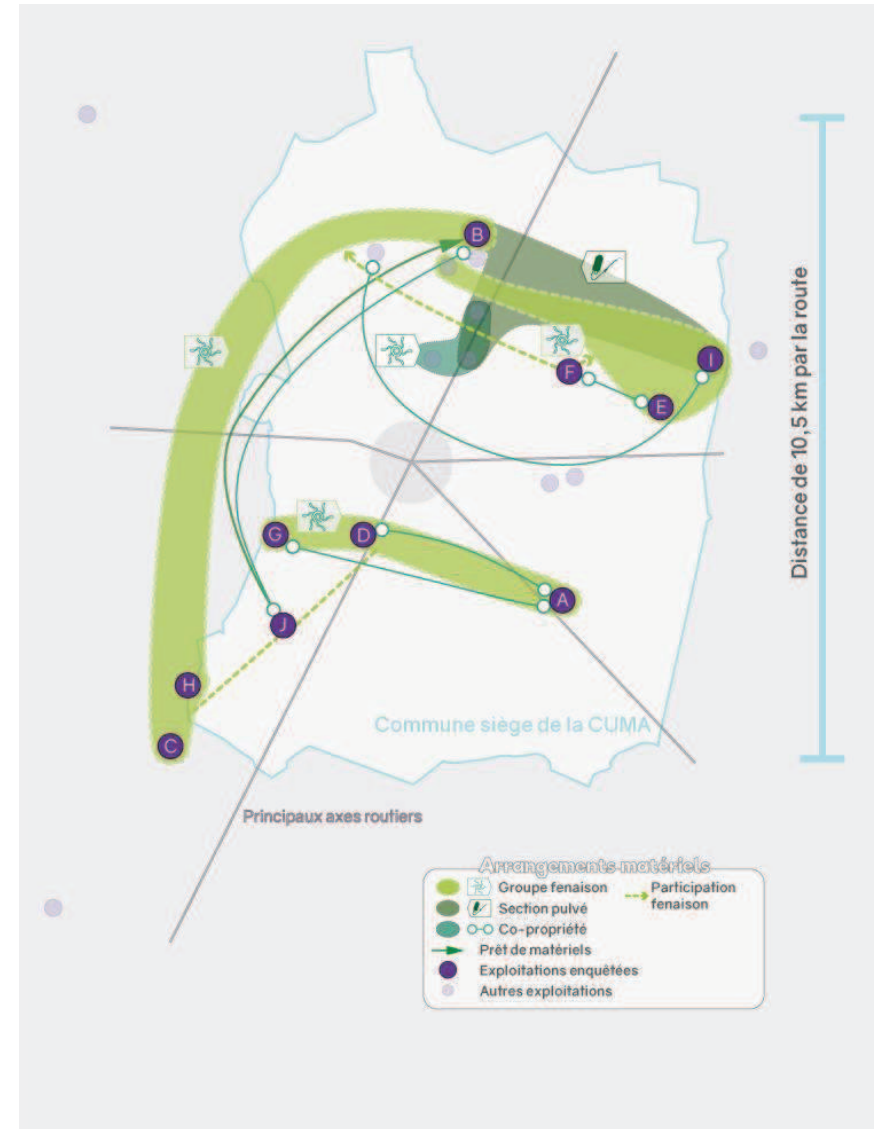 B
I
F
E
Distance de 10,5 km par la route
G
D
A
J
H
C
Commune siège de la CUMA
Principaux axes routiers
Arrangements matériels
Groupe fenaison
Participation
fenaison
Section pulvé
Co-propriété
Prêt de matériels
Exploitations enquêtées
Autres exploitations